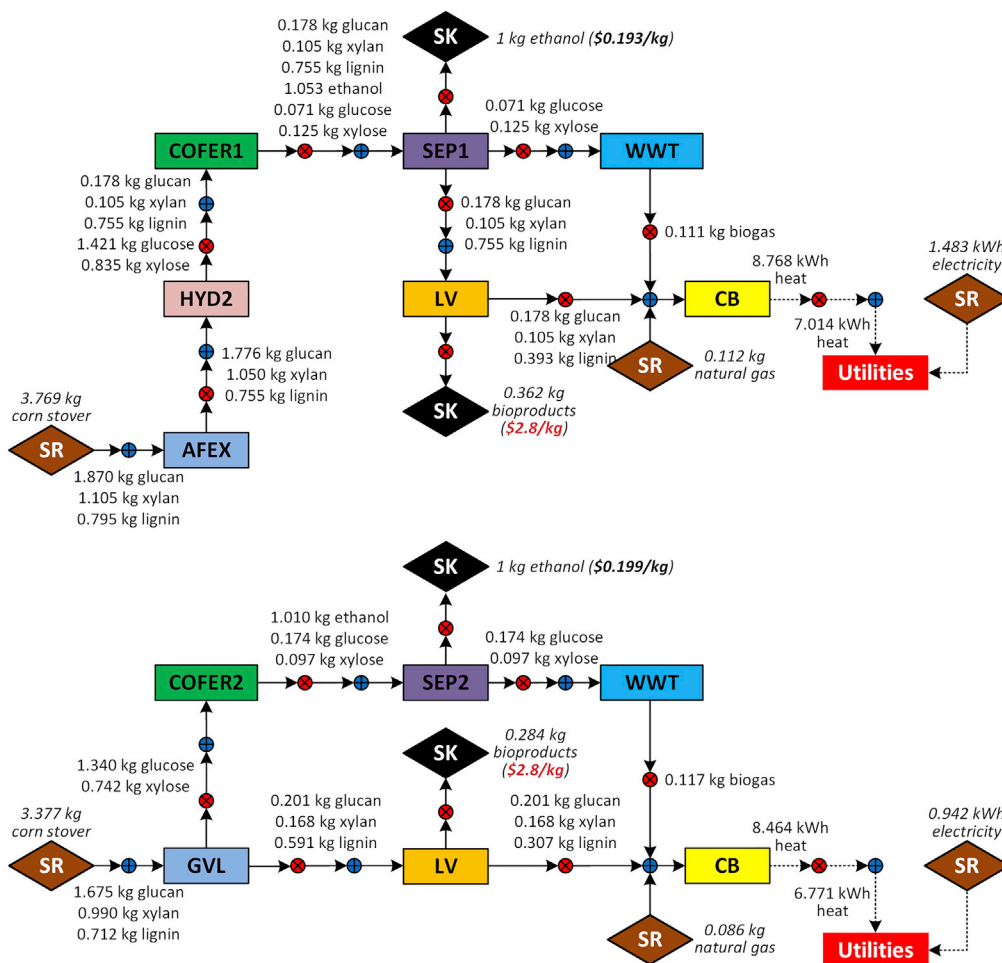 0.178 kg glucan
0.105 kg xylan
0.755 kg lignin
1.053 ethanol
0.071 kg glucose
0.125 kg xylose
SK
1 kg ethanol ($0.193/kg)
0.071 kg glucose
0.125 kg xylose
COFER1
SEP1
WWT
0.178 kg glucan
0.105 kg xylan
0.755 kg lignin
1.421 kg glucose
0.835 kg xylose
0.178 kg glucan
0.105 kg xylan
0.755 kg lignin
0.111 kg biogas
8.768 kWh
heat
1.483 kWh
electricity
HYD2
LV
CB
SR
0.178 kg glucan
0.105 kg xylan
0.393 kg lignin
7.014 kWh
heat
1.776 kg glucan
1.050 kg xylan
0.755 kg lignin
SR
0.112 kg
natural gas
Utilities
3.769 kg
corn stover
SK
0.362 kg
bioproducts
($2.8/kg)
SR
AFEX
1.870 kg glucan
1.105 kg xylan
0.795 kg lignin
SK
1 kg ethanol ($0.199/kg)
1.010 kg ethanol
0.174 kg glucose
0.097 kg xylose
0.174 kg glucose
0.097 kg xylose
COFER2
SEP2
WWT
SK
0.284 kg
bioproducts
($2.8/kg)
1.340 kg glucose
0.742 kg xylose
0.117 kg biogas
3.377 kg
corn stover
0.201 kg glucan
0.168 kg xylan
0.591 kg lignin
0.201 kg glucan
0.168 kg xylan
0.307 kg lignin
8.464 kWh
heat
0.942 kWh
electricity
SR
GVL
LV
CB
SR
1.675 kg glucan
0.990 kg xylan
0.712 kg lignin
6.771 kWh
heat
SR
0.086 kg
natural gas
Utilities